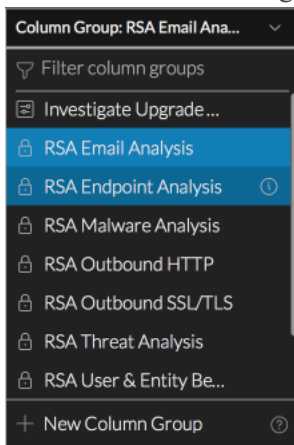 Column Group: RSA Email Ana...
Filter column groups
Investigate Upgrade ...
RSA Email Analysis
RSA Endpoint Analysis
RSA Malware Analysis
RSA Outbound HTTP
RSA Outbound SSL/TLS
RSA Threat Analysis
RSA User & Entity Be...
New Column Group